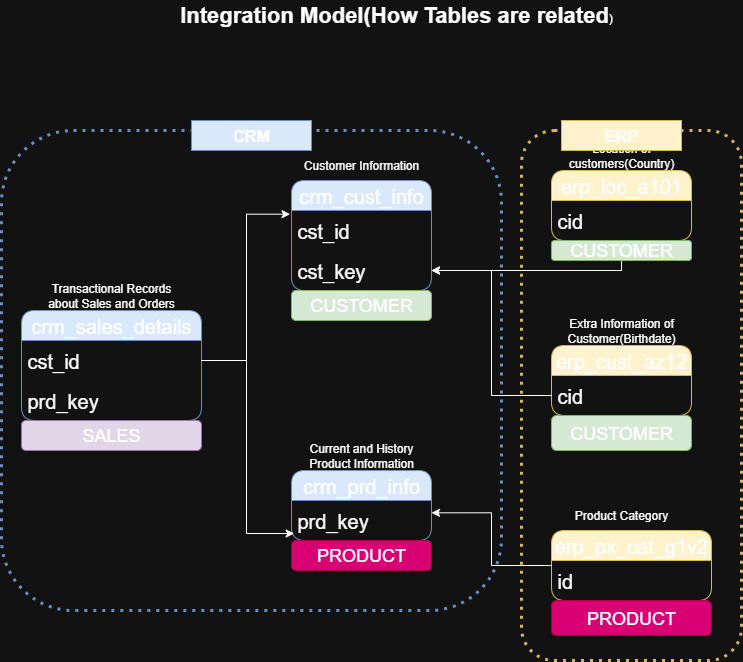 Integration Model(How Tables are related)
CRM
Customer Information
crm_cust_info
cst_id
cst_key
CUSTOMER
Transactional Records
about Sales and Orders
crm_sales_details
cst_id
prd_key
SALES
Current and History
Product Information
crm_prd_info
prd_key
PRODUCT
ERP
Location of
customers(Country)
erp_loc_a101
cid
CUSTOMER
Extra Information of
Customer(Birthdate)
erp_cust_az12
cid
CUSTOMER
Product Category
erp_px_cat_g1v2
id
PRODUCT